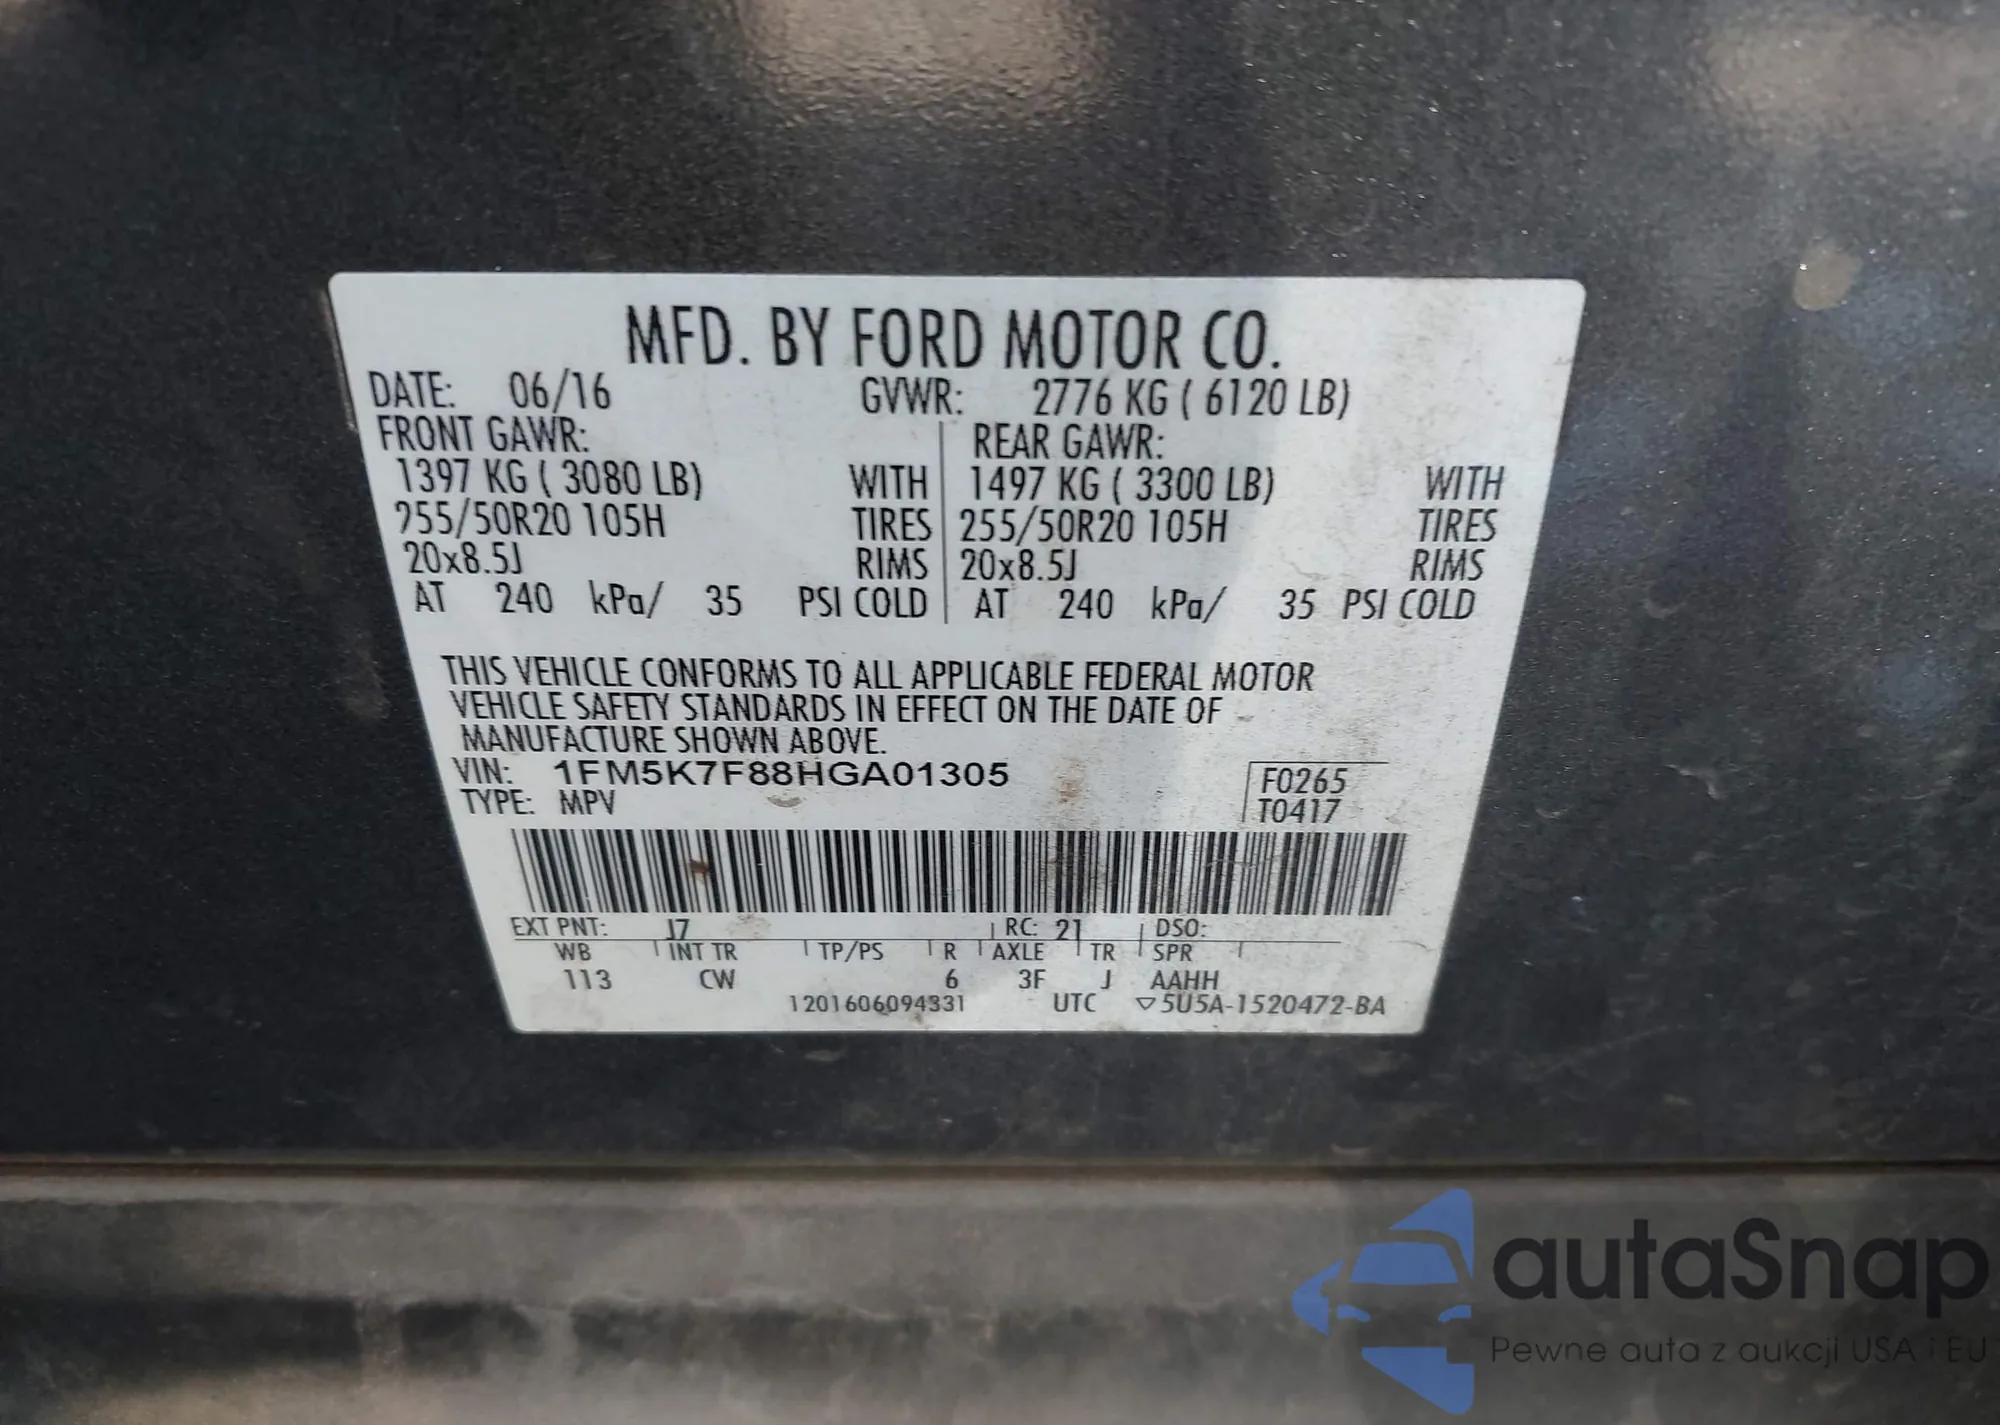 MFD. BY FORD MOTOR CO.
DATE: 06/16 GVWR: 2776 KG ( 6120 LB)
FRONT GAWR: REAR GAWR:
1397 KG ( 3080 LB) WITH 1497 KG ( 3300 LB) WITH
255/50R20 105H TIRES 255/50R20 105H TIRES
20x8.5J RIMS 20x8.5J RIMS
AT 240 kPa/ 35 PSI COLD AT 240 kPa/ 35 PSI COLD
THIS VEHICLE CONFORMS TO ALL APPLICABLE FEDERAL MOTOR
VEHICLE SAFETY STANDARDS IN EFFECT ON THE DATE OF
MANUFACTURE SHOWN ABOVE.
VIN: 1FM5K7F88HGA01305 F0265
TYPE: MPV T0417
EXT PNT: J7 RC: 21 DSO:
WB INT TR TP/PS R AXLE TR SPR
113 CW 6 3F J AAHH
1201606094331 UTC ▽5U5A-1520472-BA
autaSnap
Pewne auta z aukcji USA i EU